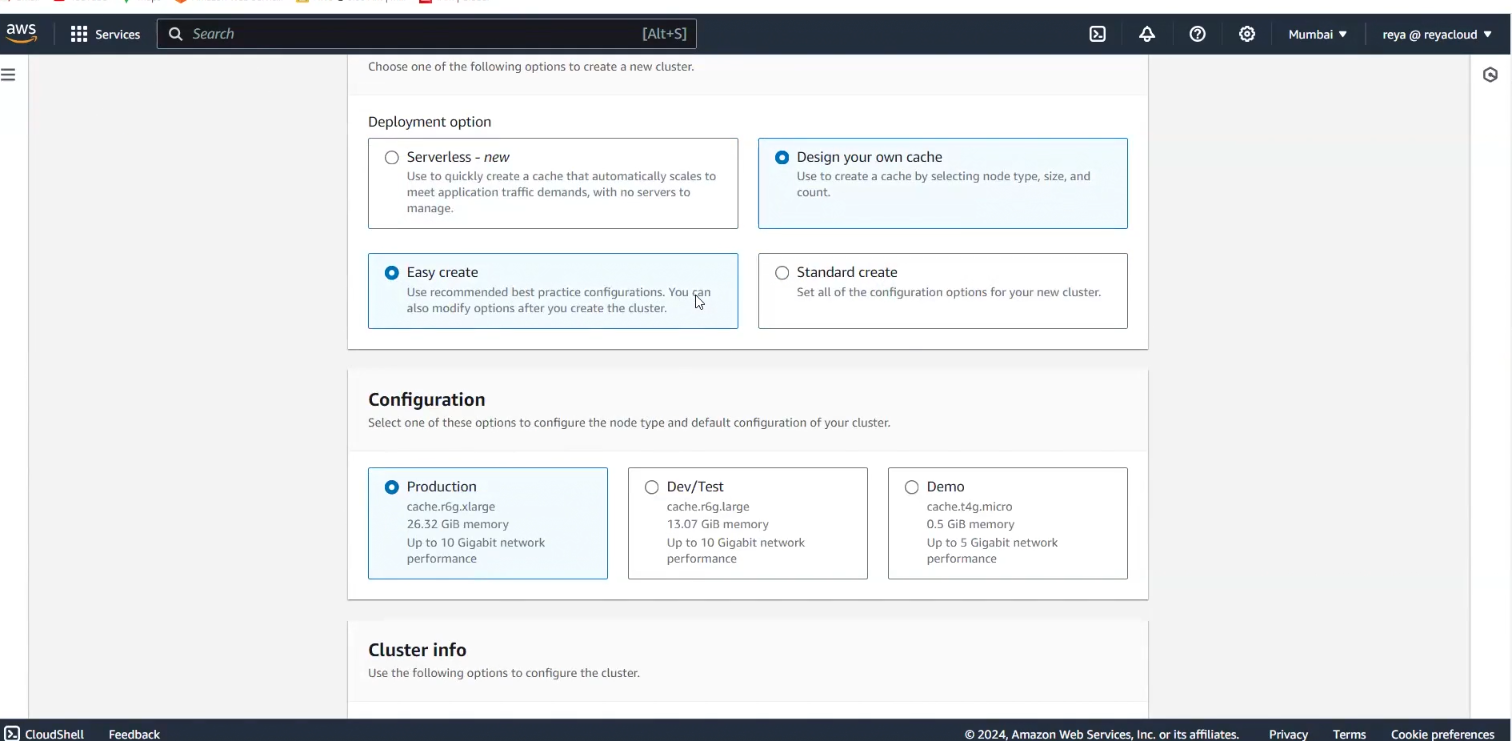 aws
Services
Search
[Alt+S]
Mumbai
reya @ reyacloud
Choose one of the following options to create a new cluster.
Deployment option
Serverless - new
Use to quickly create a cache that automatically scales to
meet application traffic demands, with no servers to
manage.
Design your own cache
Use to create a cache by selecting node type, size, and
count.
Easy create
Use recommended best practice configurations. You can
also modify options after you create the cluster.
Standard create
Set all of the configuration options for your new cluster.
Configuration
Select one of these options to configure the node type and default configuration of your cluster.
Production
cache.r6g.xlarge
26.32 GiB memory
Up to 10 Gigabit network
performance
Dev/Test
cache.r6g.large
13.07 GiB memory
Up to 10 Gigabit network
performance
Demo
cache.t4g.micro
0.5 GiB memory
Up to 5 Gigabit network
performance
Cluster info
Use the following options to configure the cluster.
CloudShell
Feedback
© 2024, Amazon Web Services, Inc. or its affiliates.
Privacy
Terms
Cookie preferences